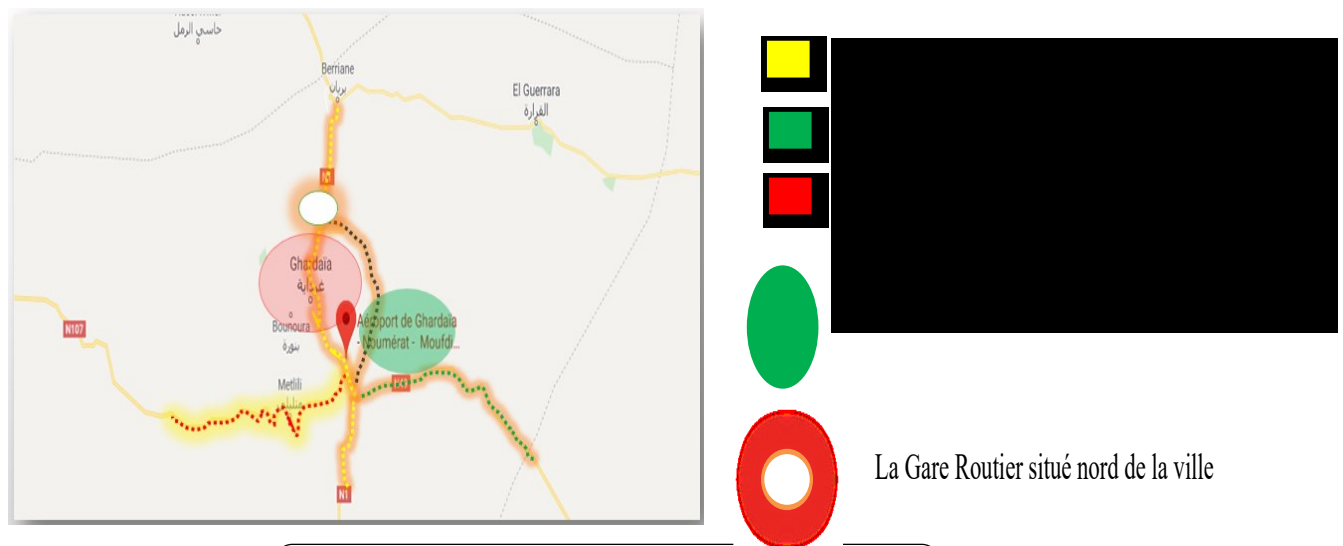 حاسي الرمل
Berriane
بريان
El Guerrara
القرارة
N1
Ghardaïa
غرداية
N107
Bounoura
بنورة
Aéroport de Ghardaïa
- Noumérat - Moufdi...
Metlili
N1
La Gare Routier situé nord de la ville